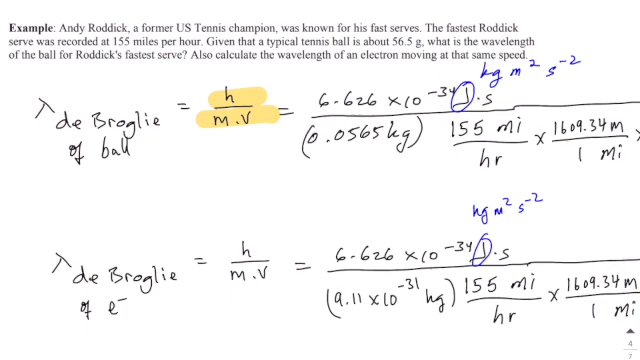 Example: Andy Roddick, a former US Tennis champion, was known for his fast serves. The fastest Roddick
serve was recorded at 155 miles per hour. Given that a typical tennis ball is about 56.5 g, what is the wavelength
of the ball for Roddick's fastest serve? Also calculate the wavelength of an electron moving at that same speed.
kg m² s⁻²
λ de Broglie of ball = h / m.v = 6.626 × 10⁻³⁴ J·s / (0.0565 kg) 155 mi / hr × 1609.34 m / 1 mi ×
kg m² s⁻²
λ de Broglie of e⁻ = h / m.v = 6.626 × 10⁻³⁴ J·s / (9.11 × 10⁻³¹ kg) 155 mi / hr × 1609.34 m / 1 mi
4
7